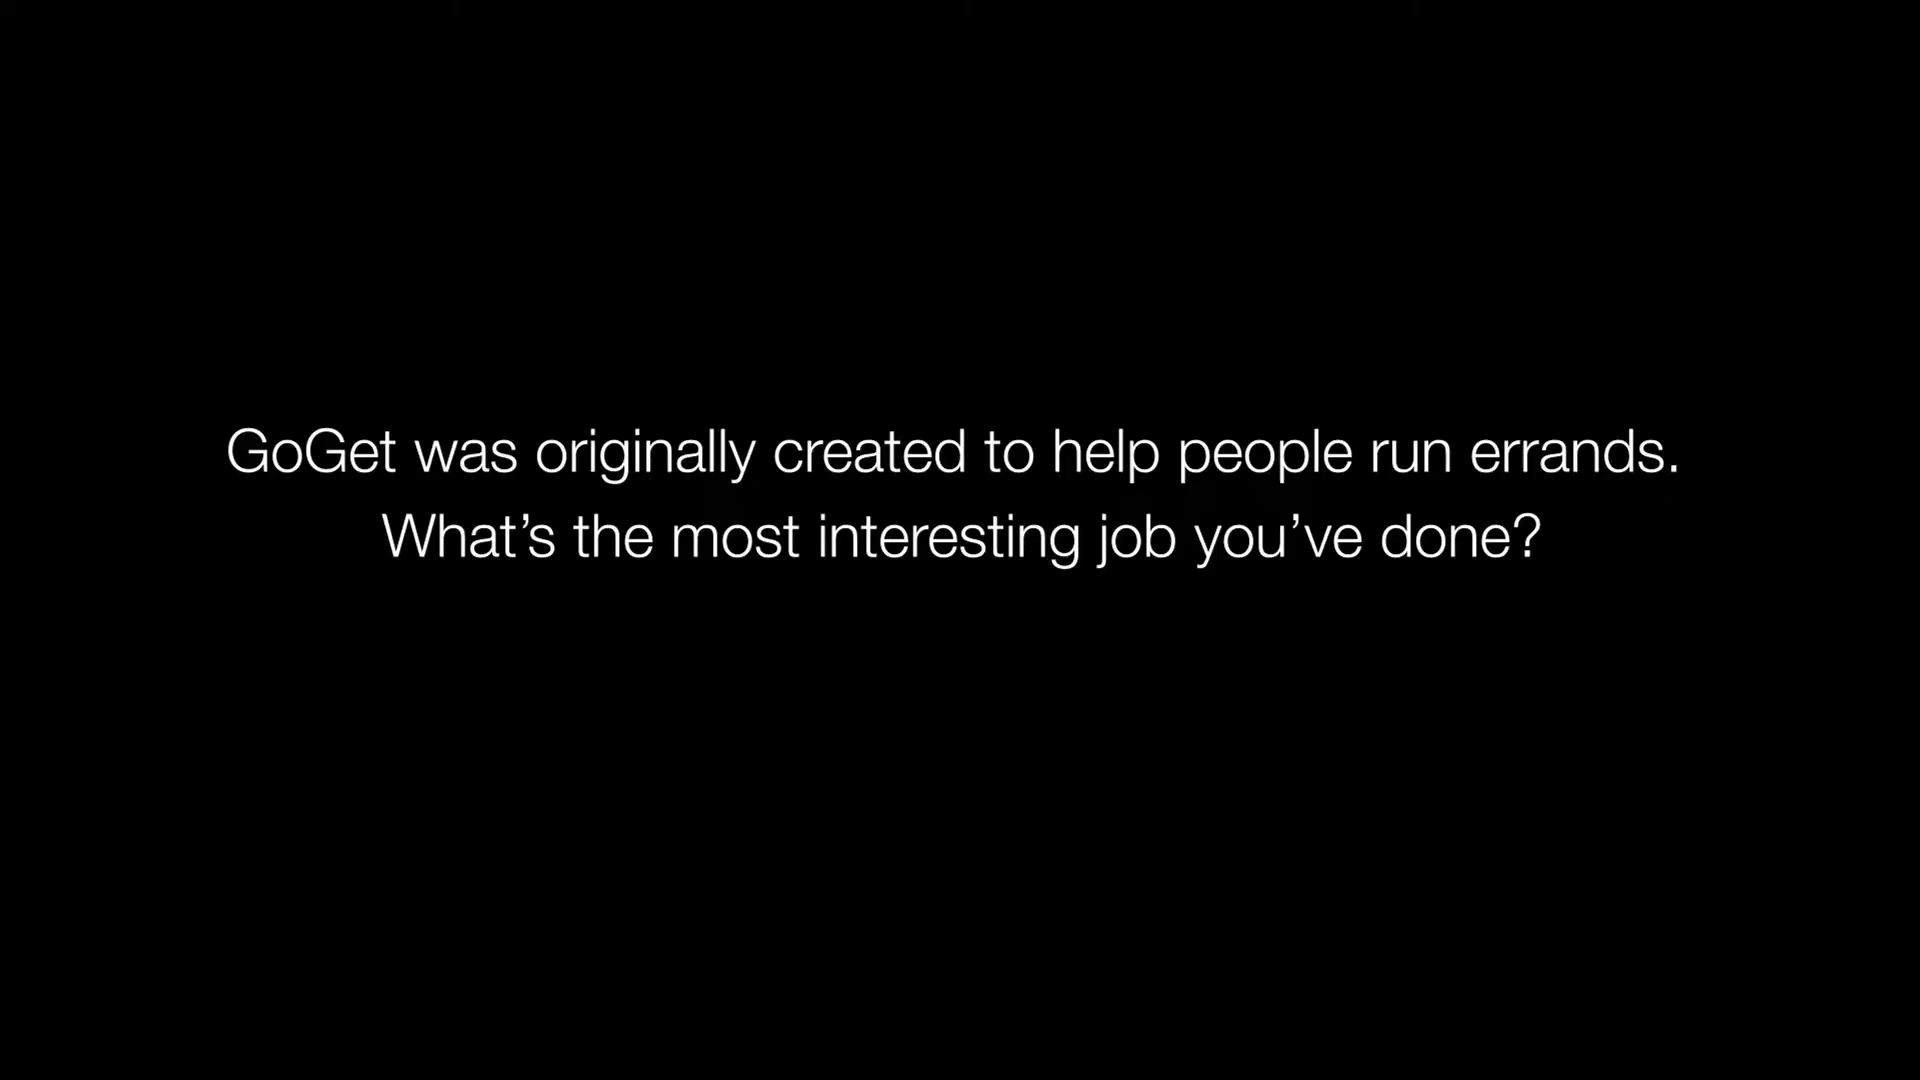 GoGet was originally created to help people run errands.
What’s the most interesting job you’ve done?